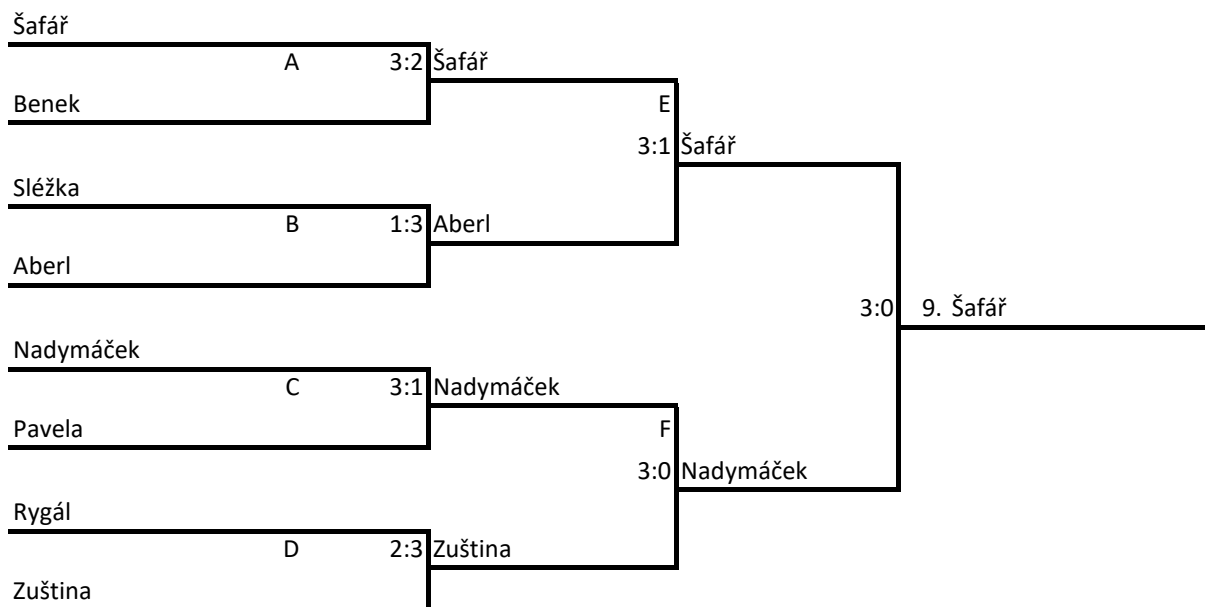 Šafář
A 3:2 Šafář
Benek E
3:1 Šafář
Sléžka
B 1:3 Aberl
Aberl
3:0 9. Šafář
Nadymáček
C 3:1 Nadymáček
Pavela F
3:0 Nadymáček
Rygál
D 2:3 Zuština
Zuština